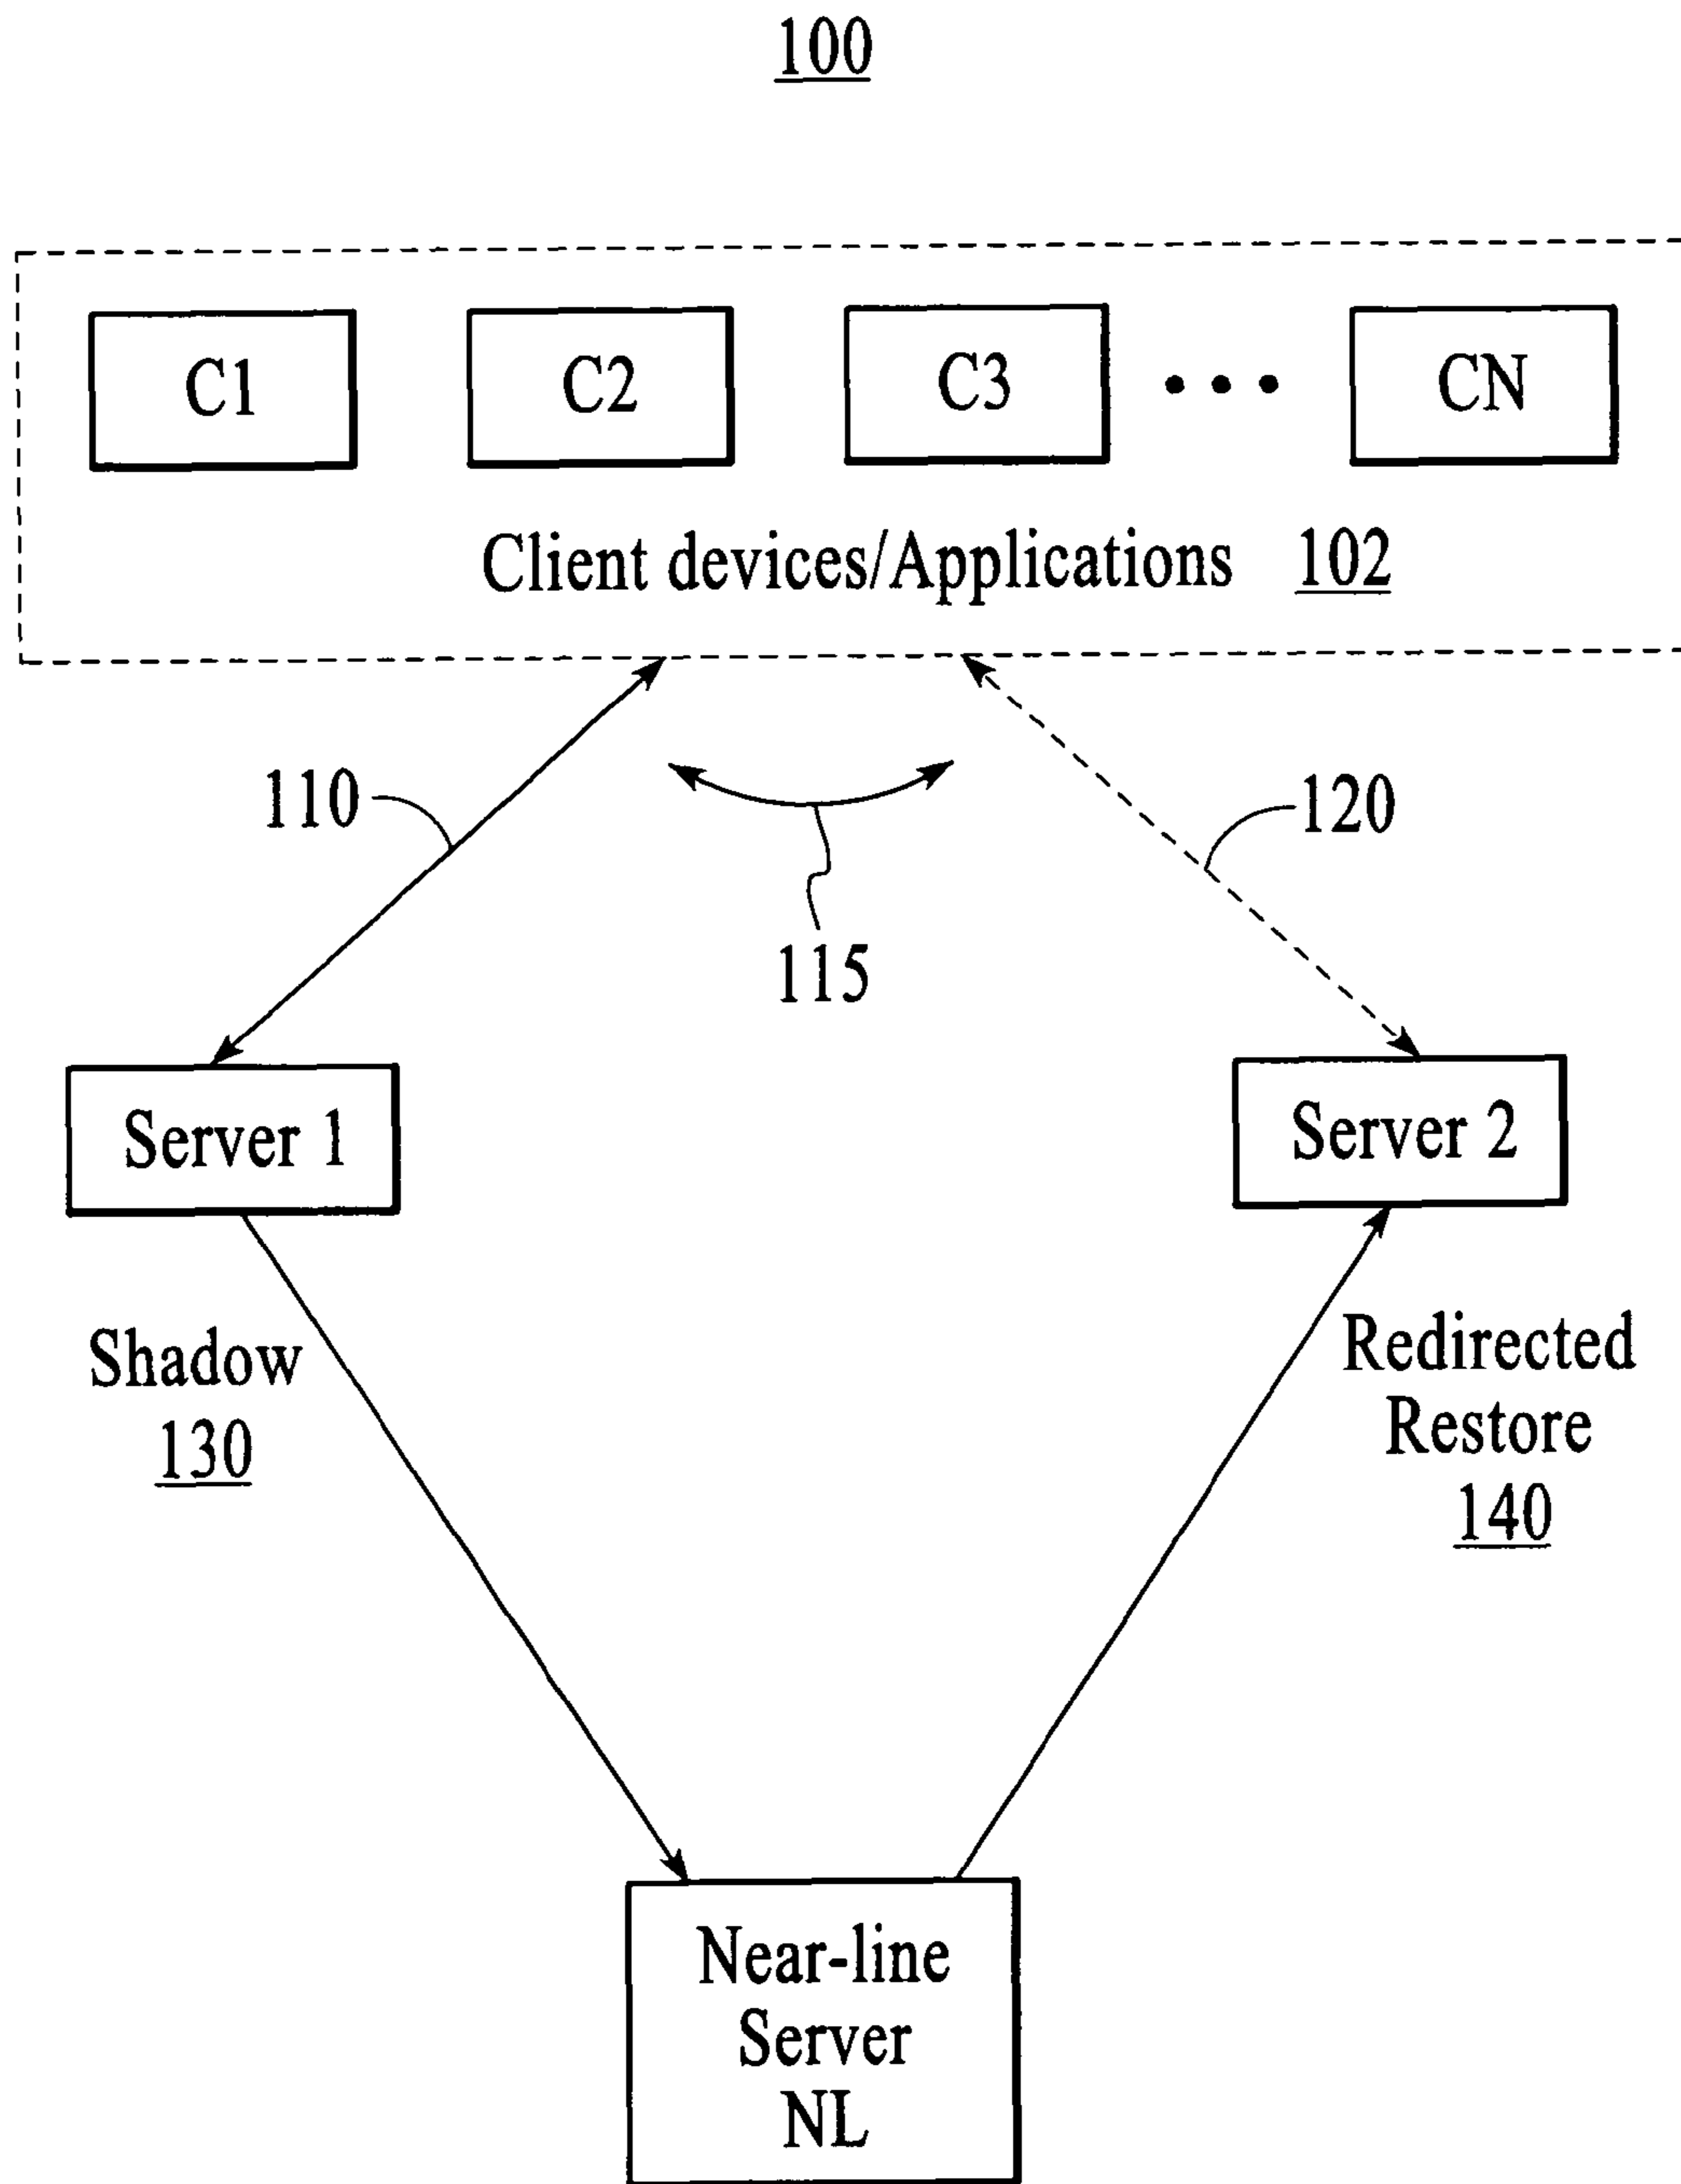 100
C1
C2
C3
CN
Client devices/Applications 102
110
120
115
Server 1
Server 2
Shadow
130
Redirected
Restore
140
Near-line
Server
NL